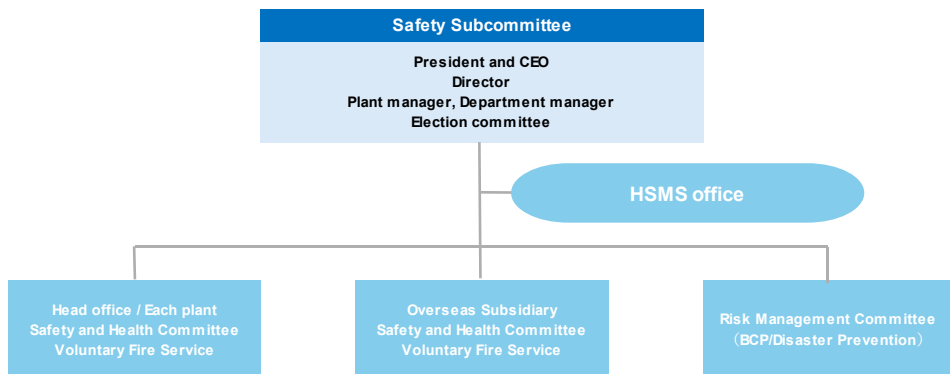 Safety Subcommittee
President and CEO
Director
Plant manager, Department manager
Election committee
HSMS office
Head office / Each plant
Safety and Health Committee
Voluntary Fire Service
Overseas Subsidiary
Safety and Health Committee
Voluntary Fire Service
Risk Management Committee
（BCP/Disaster Prevention）